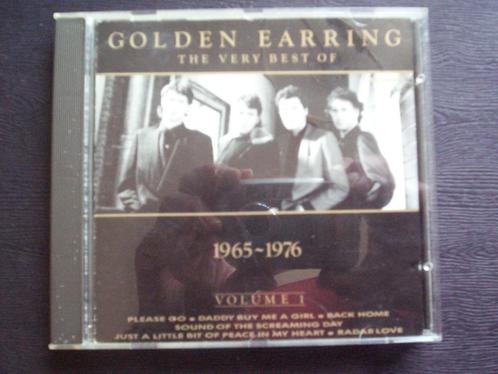 GOLDEN EARRING
THE VERY BEST OF
1965~1976
VOLUME 1
PLEASE GO • DADDY BUY ME A GIRL • BACK HOME
SOUND OF THE SCREAMING DAY
JUST A LITTLE BIT OF PEACE IN MY HEART • RADAR LOVE